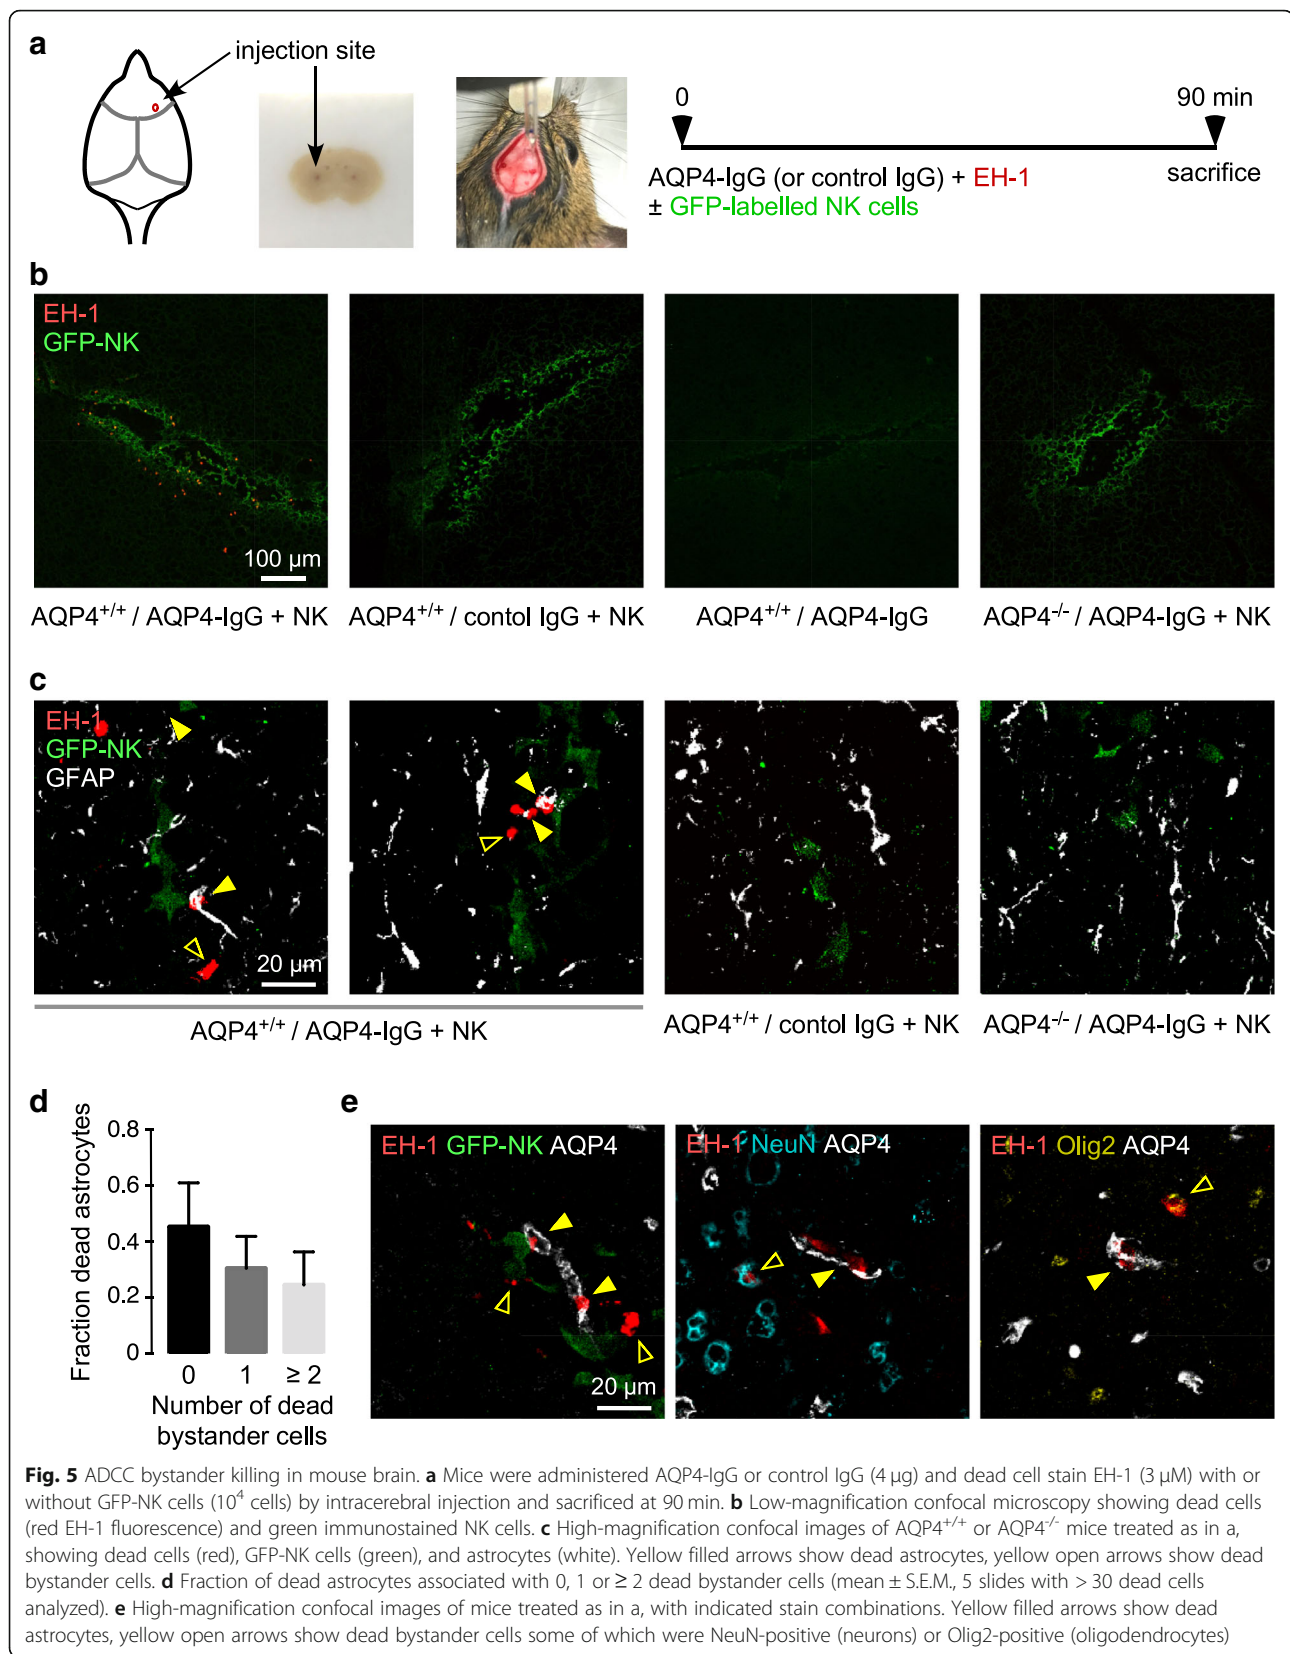 a
injection site
0
90 min
AQP4-IgG (or control IgG) + EH-1
± GFP-labelled NK cells
sacrifice
b
EH-1
GFP-NK
100 µm
AQP4+/+ / AQP4-IgG + NK
AQP4+/+ / contol IgG + NK
AQP4+/+ / AQP4-IgG
AQP4-/- / AQP4-IgG + NK
c
EH-1
GFP-NK
GFAP
20 µm
AQP4+/+ / AQP4-IgG + NK
AQP4+/+ / contol IgG + NK
AQP4-/- / AQP4-IgG + NK
d
Fraction dead astrocytes
0.8
0.6
0.4
0.2
0
0 1 ≥ 2
Number of dead
bystander cells
e
EH-1 GFP-NK AQP4
20 µm
EH-1 NeuN AQP4
EH-1 Olig2 AQP4
Fig. 5 ADCC bystander killing in mouse brain. a Mice were administered AQP4-IgG or control IgG (4 µg) and dead cell stain EH-1 (3 µM) with or
without GFP-NK cells (10⁴ cells) by intracerebral injection and sacrificed at 90 min. b Low-magnification confocal microscopy showing dead cells
(red EH-1 fluorescence) and green immunostained NK cells. c High-magnification confocal images of AQP4+/+ or AQP4-/- mice treated as in a,
showing dead cells (red), GFP-NK cells (green), and astrocytes (white). Yellow filled arrows show dead astrocytes, yellow open arrows show dead
bystander cells. d Fraction of dead astrocytes associated with 0, 1 or ≥ 2 dead bystander cells (mean ± S.E.M., 5 slides with > 30 dead cells
analyzed). e High-magnification confocal images of mice treated as in a, with indicated stain combinations. Yellow filled arrows show dead
astrocytes, yellow open arrows show dead bystander cells some of which were NeuN-positive (neurons) or Olig2-positive (oligodendrocytes)